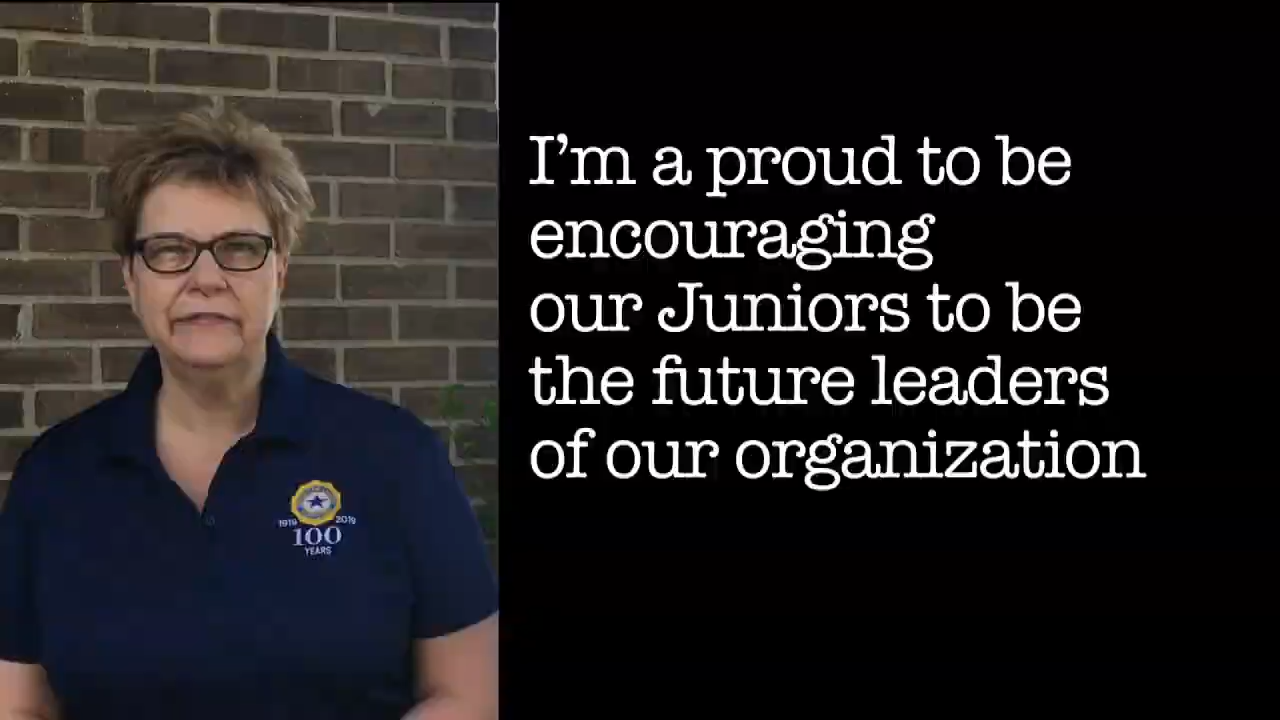 I'm a proud to be
encouraging
our Juniors to be
the future leaders
of our organization
1919 2019
100
YEARS